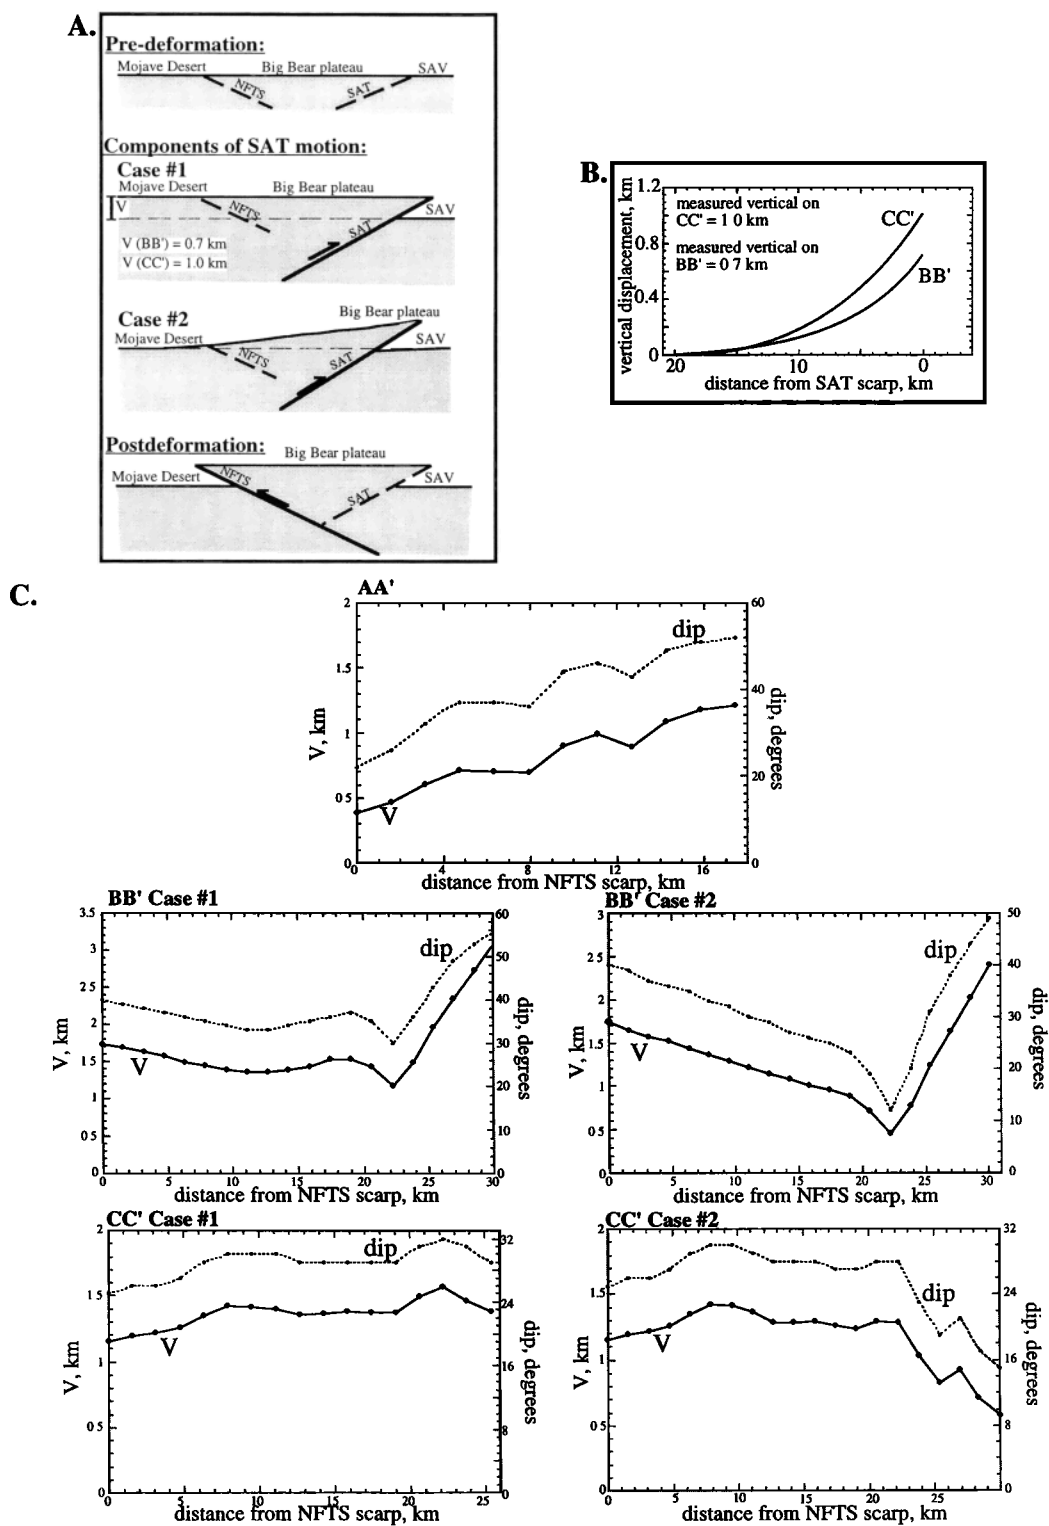 A.
Pre-deformation:
Mojave Desert Big Bear plateau SAV
NFTS SAT
Components of SAT motion:
Case #1
Mojave Desert Big Bear plateau
V NFTS SAT SAV
V (BB') = 0.7 km
V (CC') = 1.0 km
Case #2 Big Bear plateau
Mojave Desert SAV
NFTS SAT
Postdeformation:
Big Bear plateau
Mojave Desert NFTS SAT SAV
B.
vertical displacement, km
1.2
0.8
0.4
0
measured vertical on
CC' = 1 0 km
measured vertical on
BB' = 0 7 km
CC'
BB'
20 10 0
distance from SAT scarp, km
C.
AA'
2
1.5
1
0 5
0
V, km
dip
V
60
40
20
0
dip, degrees
0 4 8 12 16
distance from NFTS scarp, km
BB' Case #1
3.5
3
2.5
2
1.5
1
0 5
0
V, km
dip
V
60
50
40
30
20
10
0
dip, degrees
0 5 10 15 20 25 30
distance from NFTS scarp, km
BB' Case #2
3
2.5
2
1.5
1
0 5
0
V, km
dip
V
50
40
30
20
10
0
dip, degrees
0 5 10 15 20 25 30
distance from NFTS scarp, km
CC' Case #1
2
1.5
1
0 5
0
V, km
dip
V
32
24
16
8
0
dip, degrees
0 5 10 15 20 25
distance from NFTS scarp, km
CC' Case #2
2
1.5
1
0 5
0
V, km
dip
V
32
24
16
8
0
dip, degrees
0 5 10 15 20 25
distance from NFTS scarp, km